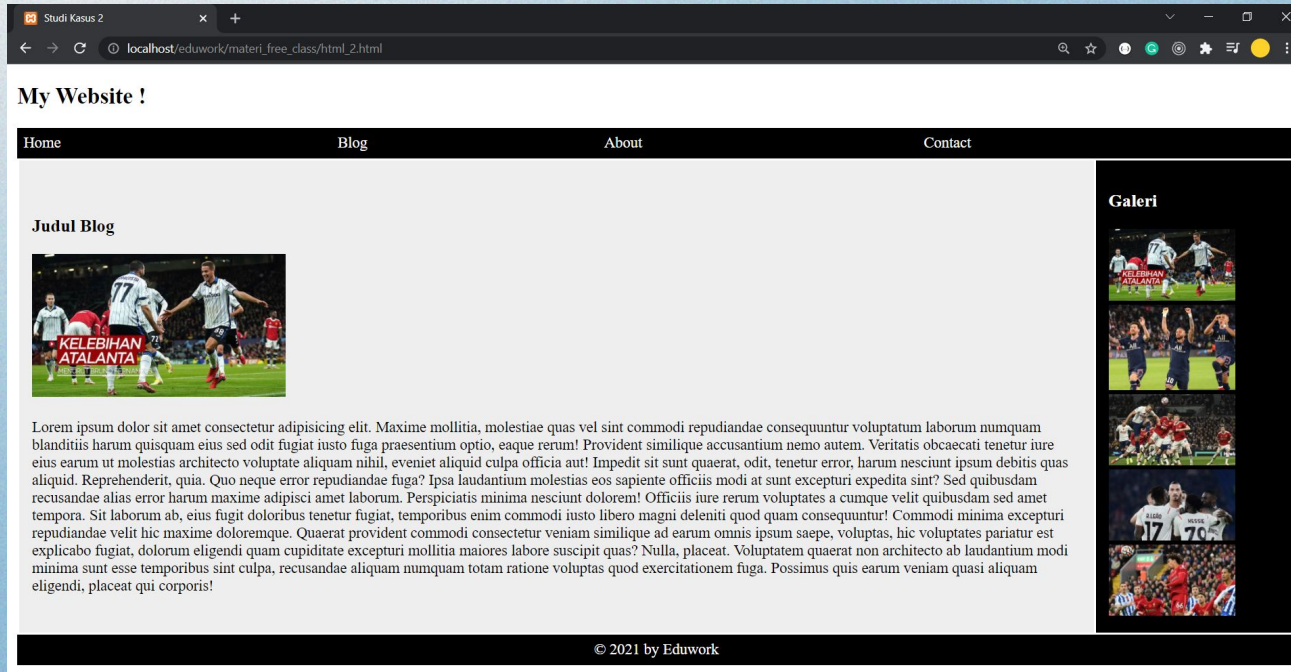 Studi Kasus 2
localhost/eduwork/materi_free_class/html_2.html
My Website !
Home Blog About Contact
Judul Blog
KELEBIHAN
ATALANTA
77
Lorem ipsum dolor sit amet consectetur adipisicing elit. Maxime mollitia, molestiae quas vel sint commodi repudiandae consequuntur voluptatum laborum numquam
blanditiis harum quisquam eius sed odit fugiat iusto fuga praesentium optio, eaque rerum! Provident similique accusantium nemo autem. Veritatis obcaecati tenetur iure
eius earum ut molestias architecto voluptate aliquam nihil, eveniet aliquid culpa officia aut! Impedit sit sunt quaerat, odit, tenetur error, harum nesciunt ipsum debitis quas
aliquid. Reprehenderit, quia. Quo neque error repudiandae fuga? Ipsa laudantium molestias eos sapiente officiis modi at sunt excepturi expedita sint? Sed quibusdam
recusandae alias error harum maxime adipisci amet laborum. Perspiciatis minima nesciunt dolorem! Officiis iure rerum voluptates a cumque velit quibusdam sed amet
tempora. Sit laborum ab, eius fugit doloribus tenetur fugiat, temporibus enim commodi iusto libero magni deleniti quod quam consequuntur! Commodi minima excepturi
repudiandae velit hic maxime doloremque. Quaerat provident commodi consectetur veniam similique ad earum omnis ipsum saepe, voluptas, hic voluptates pariatur est
explicabo fugiat, dolorum eligendi quam cupiditate excepturi mollitia maiores labore suscipit quas? Nulla, placeat. Voluptatem quaerat non architecto ab laudantium modi
minima sunt esse temporibus sint culpa, recusandae aliquam numquam totam ratione voluptas quod exercitationem fuga. Possimus quis earum veniam quasi aliquam
eligendi, placeat qui corporis!
Galeri
77
KELEBIHAN
ATALANTA
10
17 79
66
© 2021 by Eduwork